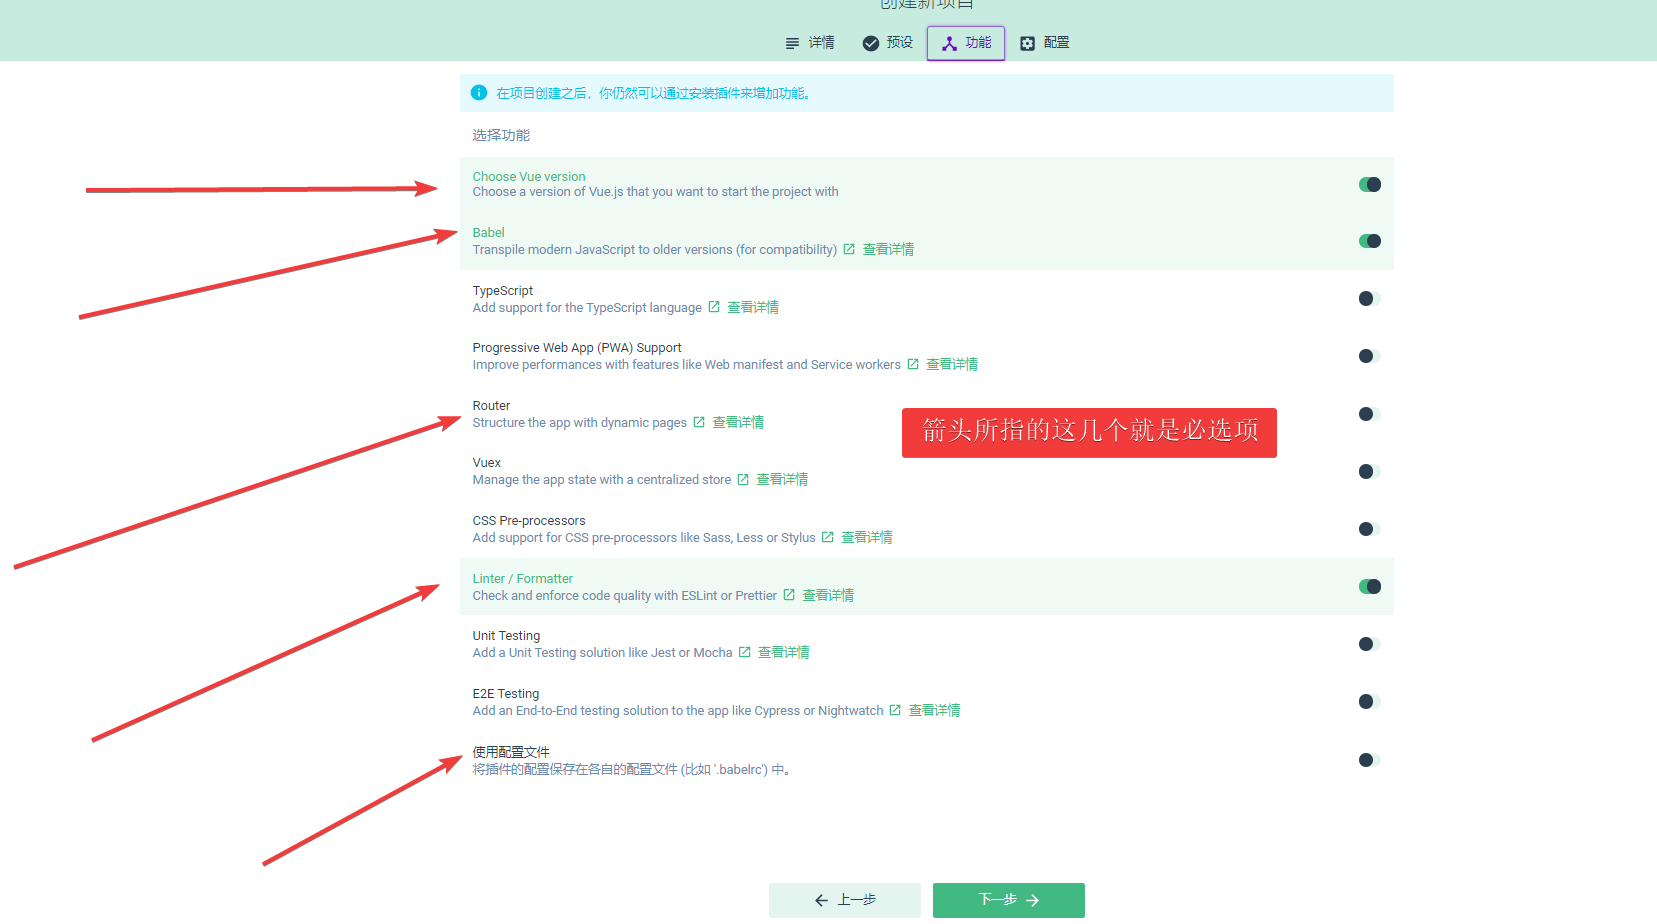 创建新项目
详情
预设
功能
配置
在项目创建之后，你仍然可以通过安装插件来增加功能。
选择功能
Choose Vue version
Choose a version of Vue.js that you want to start the project with
Babel
Transpile modern JavaScript to older versions (for compatibility) 查看详情
TypeScript
Add support for the TypeScript language 查看详情
Progressive Web App (PWA) Support
Improve performances with features like Web manifest and Service workers 查看详情
Router
Structure the app with dynamic pages 查看详情
箭头所指的这几个就是必选项
Vuex
Manage the app state with a centralized store 查看详情
CSS Pre-processors
Add support for CSS pre-processors like Sass, Less or Stylus 查看详情
Linter / Formatter
Check and enforce code quality with ESLint or Prettier 查看详情
Unit Testing
Add a Unit Testing solution like Jest or Mocha 查看详情
E2E Testing
Add an End-to-End testing solution to the app like Cypress or Nightwatch 查看详情
使用配置文件
将插件的配置保存在各自的配置文件 (比如 '.babelrc') 中。
上一步
下一步